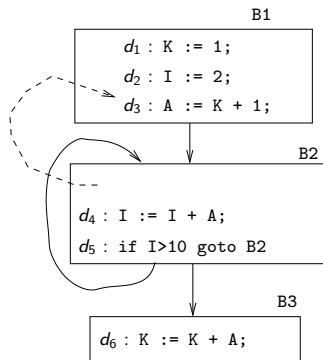 B1
d₁ : K := 1;
d₂ : I := 2;
d₃ : A := K + 1;
B2
d₄ : I := I + A;
d₅ : if I>10 goto B2
B3
d₆ : K := K + A;